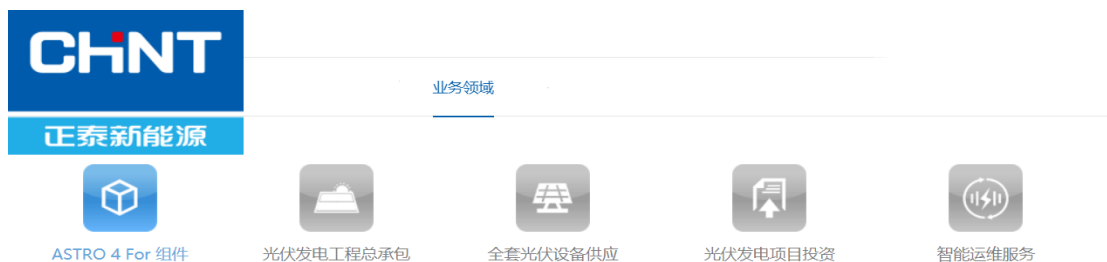 CHNT
业务领域
正泰新能源
ASTRO 4 For 组件
光伏发电工程总承包
全套光伏设备供应
光伏发电项目投资
智能运维服务